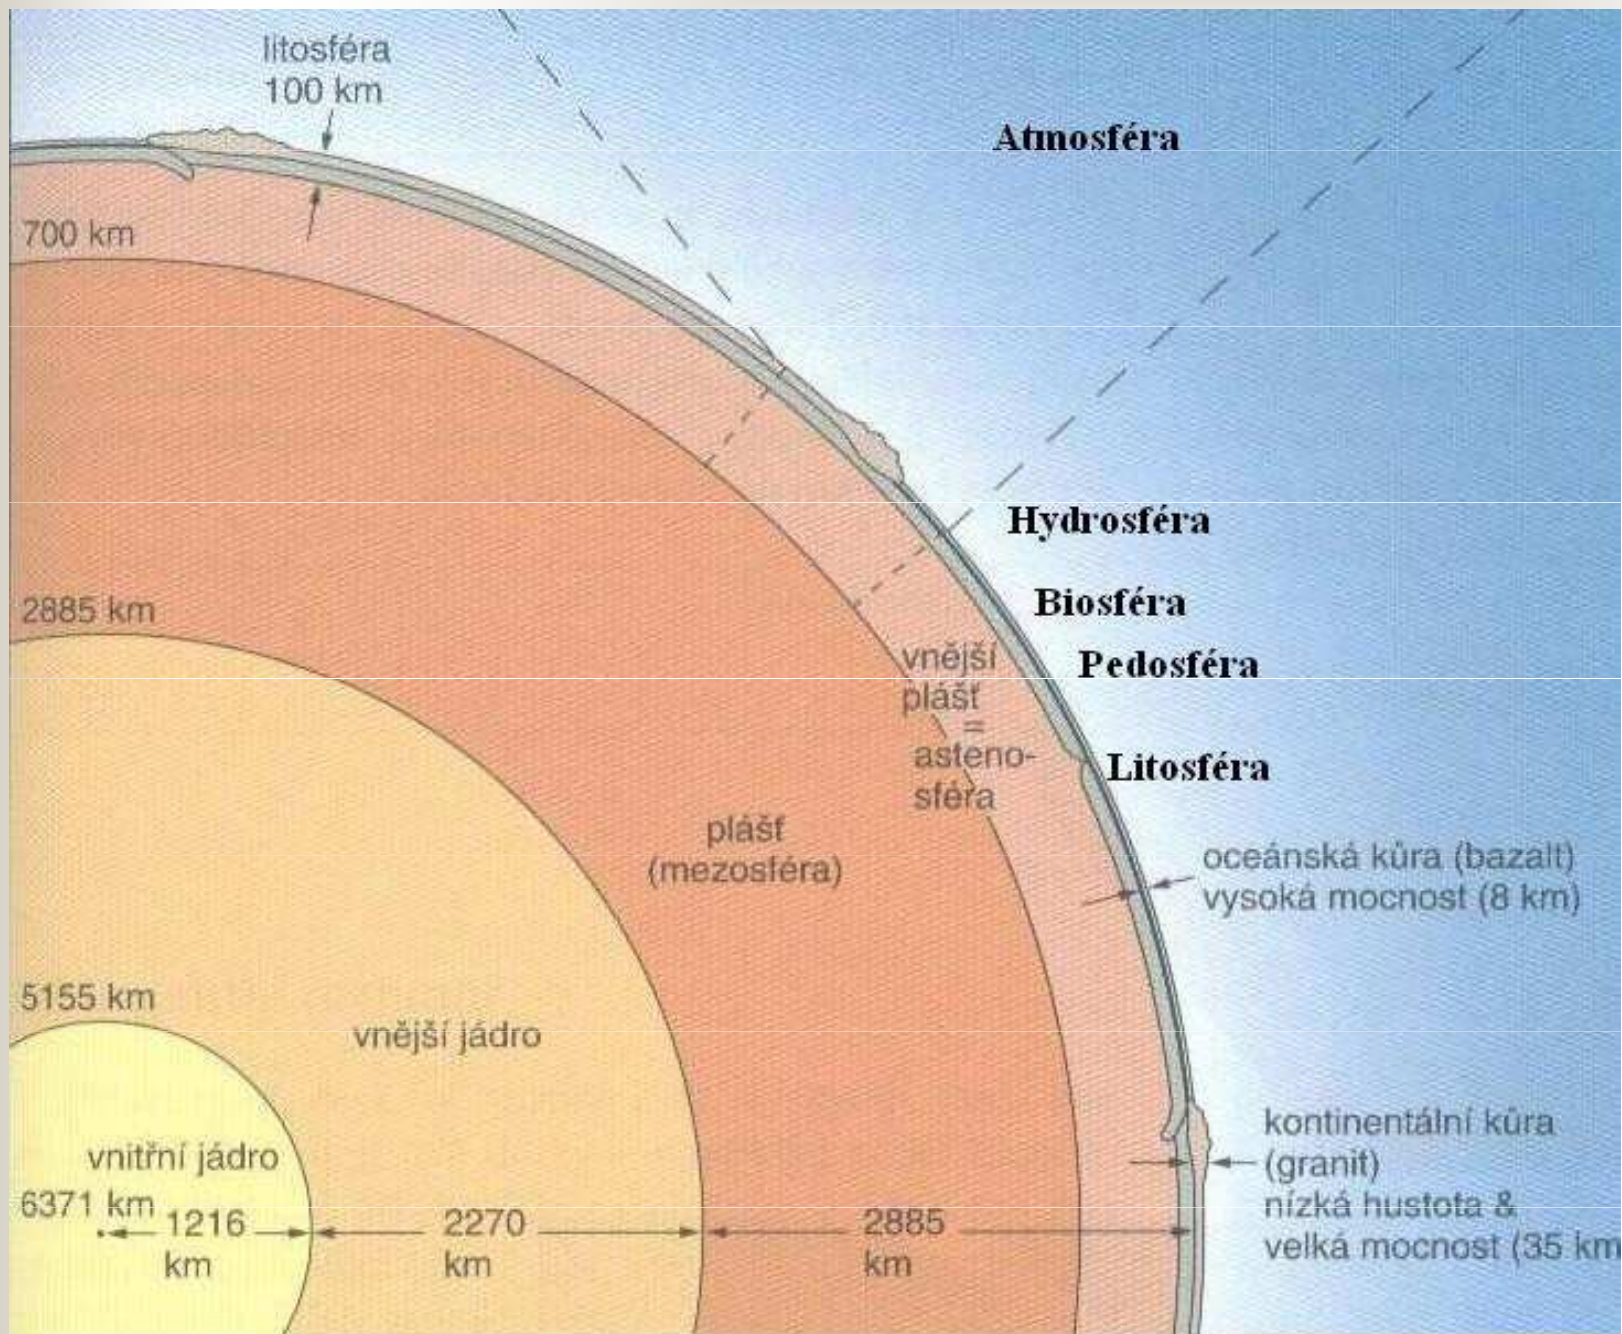 litosféra
100 km
Atmosféra
700 km
Hydrosféra
2885 km
Biosféra
vnější
plášť
=
asteno-
sféra
Pedosféra
Litosféra
plášť
(mezosféra)
oceánská kůra (bazalt)
vysoká mocnost (8 km)
5155 km
vnější jádro
vnitřní jádro
6371 km
1216
km
2270
km
2885
km
kontinentální kůra
(granit)
nízká hustota &
velká mocnost (35 km